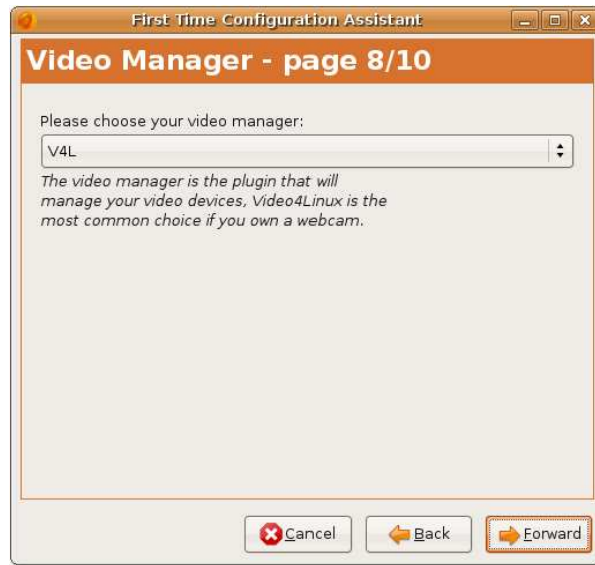 First Time Configuration Assistant
Video Manager - page 8/10
Please choose your video manager:
V4L
The video manager is the plugin that will
manage your video devices, Video4Linux is the
most common choice if you own a webcam.
Cancel
Back
Forward